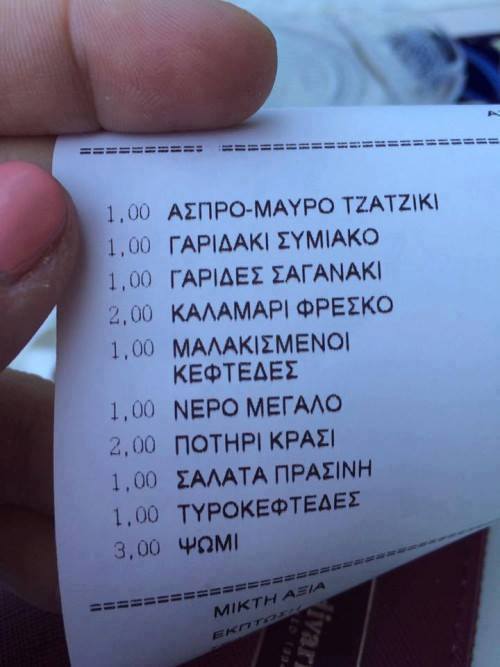 1,00 ΑΣΠΡΟ-ΜΑΥΡΟ ΤΖΑΤΖΙΚΙ
1,00 ΓΑΡΙΔΑΚΙ ΣΥΜΙΑΚΟ
1,00 ΓΑΡΙΔΕΣ ΣΑΓΑΝΑΚΙ
2,00 ΚΑΛΑΜΑΡΙ ΦΡΕΣΚΟ
1,00 ΜΑΛΑΚΙΣΜΕΝΟΙ
ΚΕΦΤΕΔΕΣ
1,00 ΝΕΡΟ ΜΕΓΑΛΟ
2,00 ΠΟΤΗΡΙ ΚΡΑΣΙ
1,00 ΣΑΛΑΤΑ ΠΡΑΣΙΝΗ
1,00 ΤΥΡΟΚΕΦΤΕΔΕΣ
3,00 ΨΩΜΙ
ΜΙΚΤΗ ΑΞΙΑ
ΕΚΠΤΩΣΗ